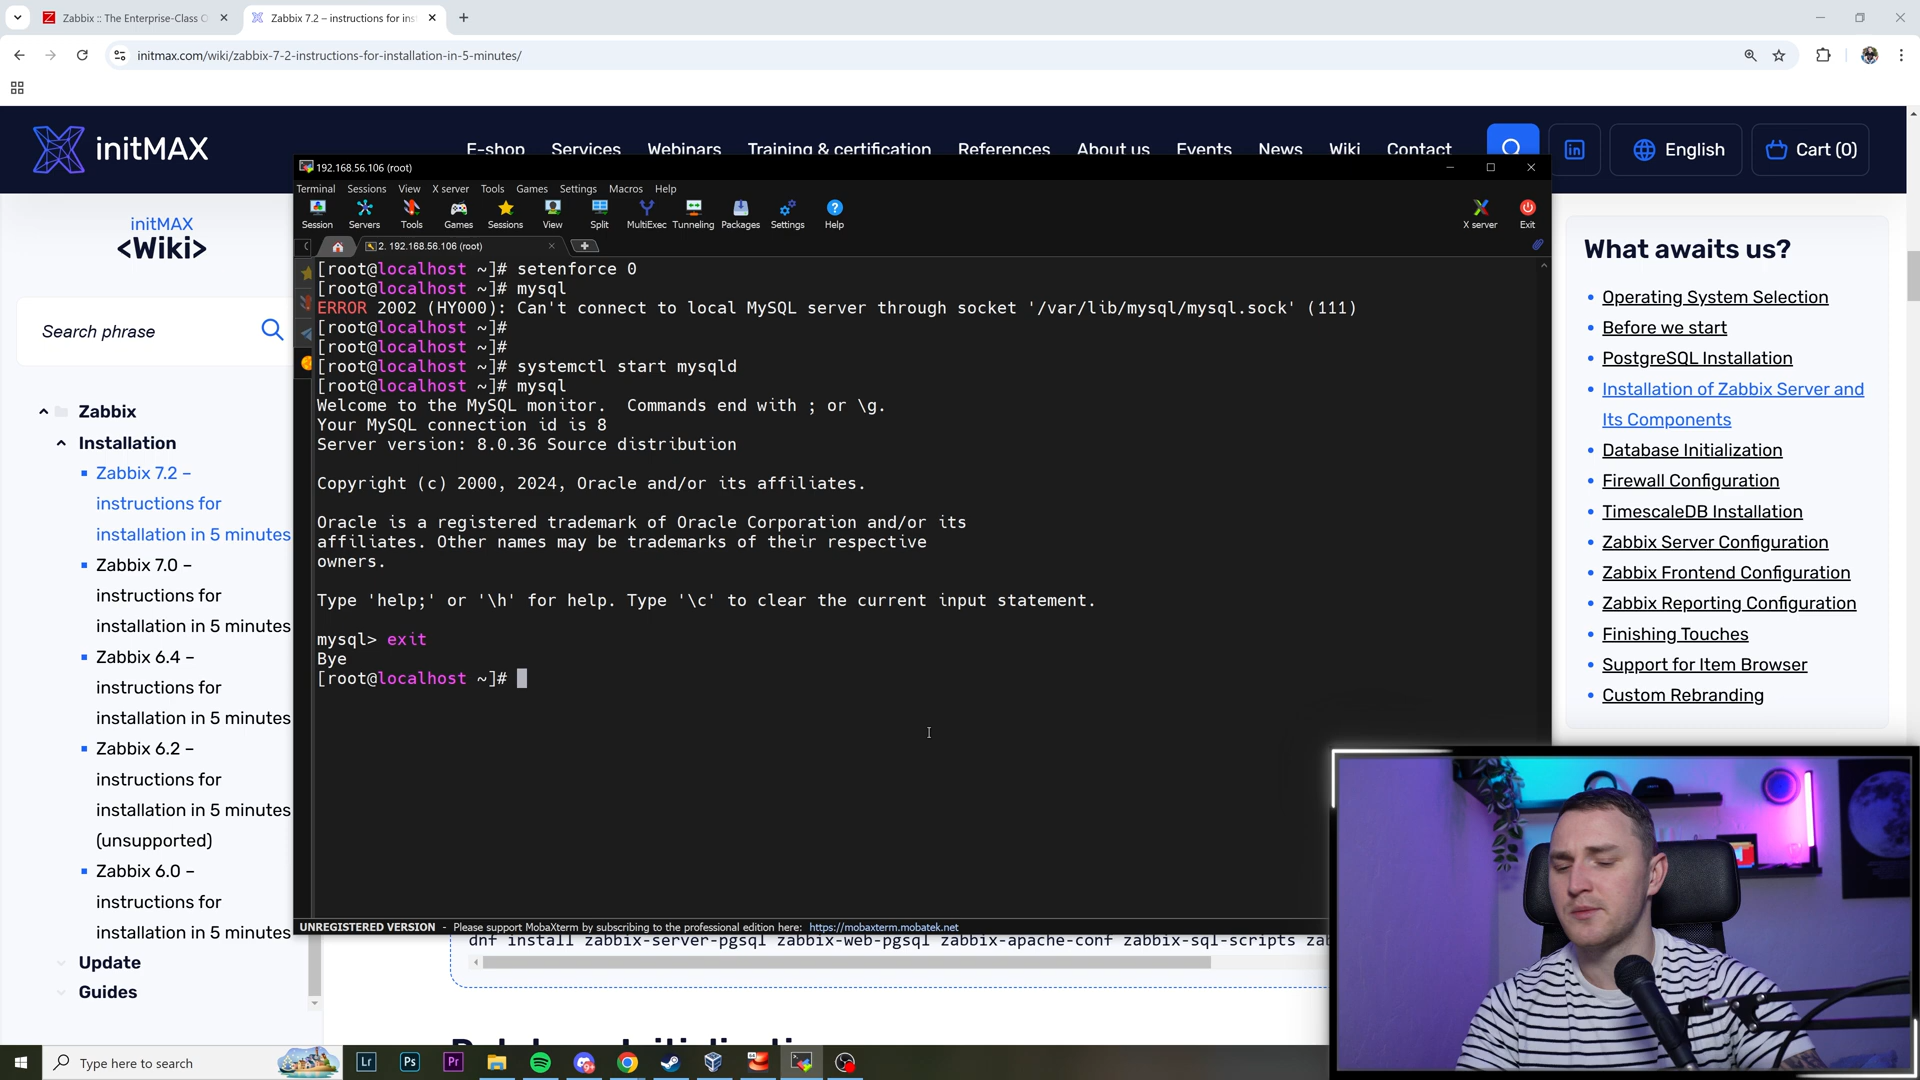 Zabbix :: The Enterprise-Class O
Zabbix 7.2 – instructions for ins
initmax.com/wiki/zabbix-7-2-instructions-for-installation-in-5-minutes/
initMAX
E-shop
Services
Webinars
Training & certification
References
About us
Events
News
Wiki
Contact
in
English
Cart (0)
initMAX
<Wiki>
Search phrase
Zabbix
Installation
Zabbix 7.2 –
instructions for
installation in 5 minutes
Zabbix 7.0 –
instructions for
installation in 5 minutes
Zabbix 6.4 –
instructions for
installation in 5 minutes
Zabbix 6.2 –
instructions for
installation in 5 minutes
(unsupported)
Zabbix 6.0 –
instructions for
installation in 5 minutes
Update
Guides
192.168.56.106 (root)
Terminal Sessions View X server Tools Games Settings Macros Help
Session Servers Tools Games Sessions View Split MultiExec Tunneling Packages Settings Help X server Exit
2. 192.168.56.106 (root)
[root@localhost ~]# setenforce 0
[root@localhost ~]# mysql
ERROR 2002 (HY000): Can't connect to local MySQL server through socket '/var/lib/mysql/mysql.sock' (111)
[root@localhost ~]#
[root@localhost ~]#
[root@localhost ~]# systemctl start mysqld
[root@localhost ~]# mysql
Welcome to the MySQL monitor.  Commands end with ; or \g.
Your MySQL connection id is 8
Server version: 8.0.36 Source distribution
Copyright (c) 2000, 2024, Oracle and/or its affiliates.
Oracle is a registered trademark of Oracle Corporation and/or its
affiliates. Other names may be trademarks of their respective
owners.
Type 'help;' or '\h' for help. Type '\c' to clear the current input statement.
mysql> exit
Bye
[root@localhost ~]#
UNREGISTERED VERSION - Please support MobaXterm by subscribing to the professional edition here: https://mobaxterm.mobatek.net
dnf install zabbix-server-pgsql zabbix-web-pgsql zabbix-apache-conf zabbix-sql-scripts zab
What awaits us?
Operating System Selection
Before we start
PostgreSQL Installation
Installation of Zabbix Server and
Its Components
Database Initialization
Firewall Configuration
TimescaleDB Installation
Zabbix Server Configuration
Zabbix Frontend Configuration
Zabbix Reporting Configuration
Finishing Touches
Support for Item Browser
Custom Rebranding
Type here to search
Lr
Ps
Pr